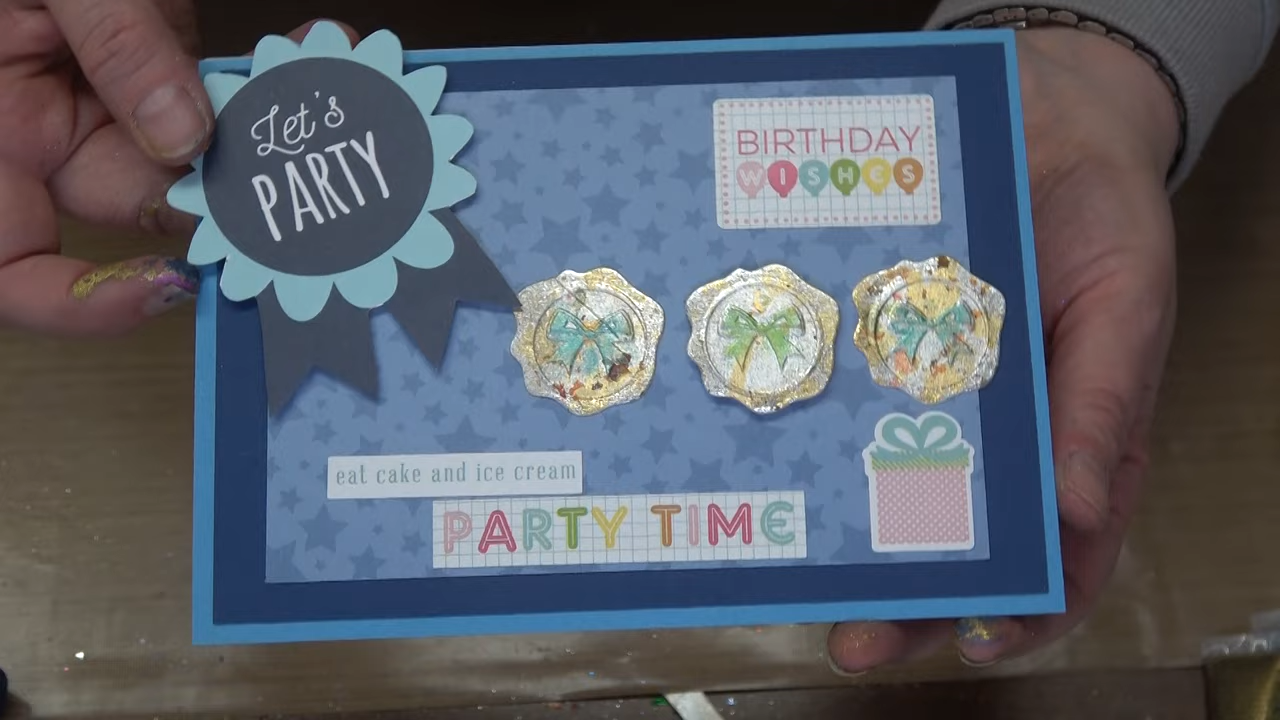 Let's
PARTY
BIRTHDAY
WISHES
eat cake and ice cream
PARTY TIME